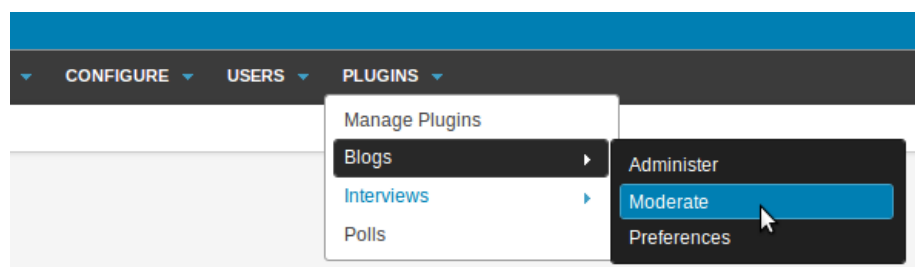 CONFIGURE USERS PLUGINS
Manage Plugins
Blogs
Interviews
Polls
Administer
Moderate
Preferences